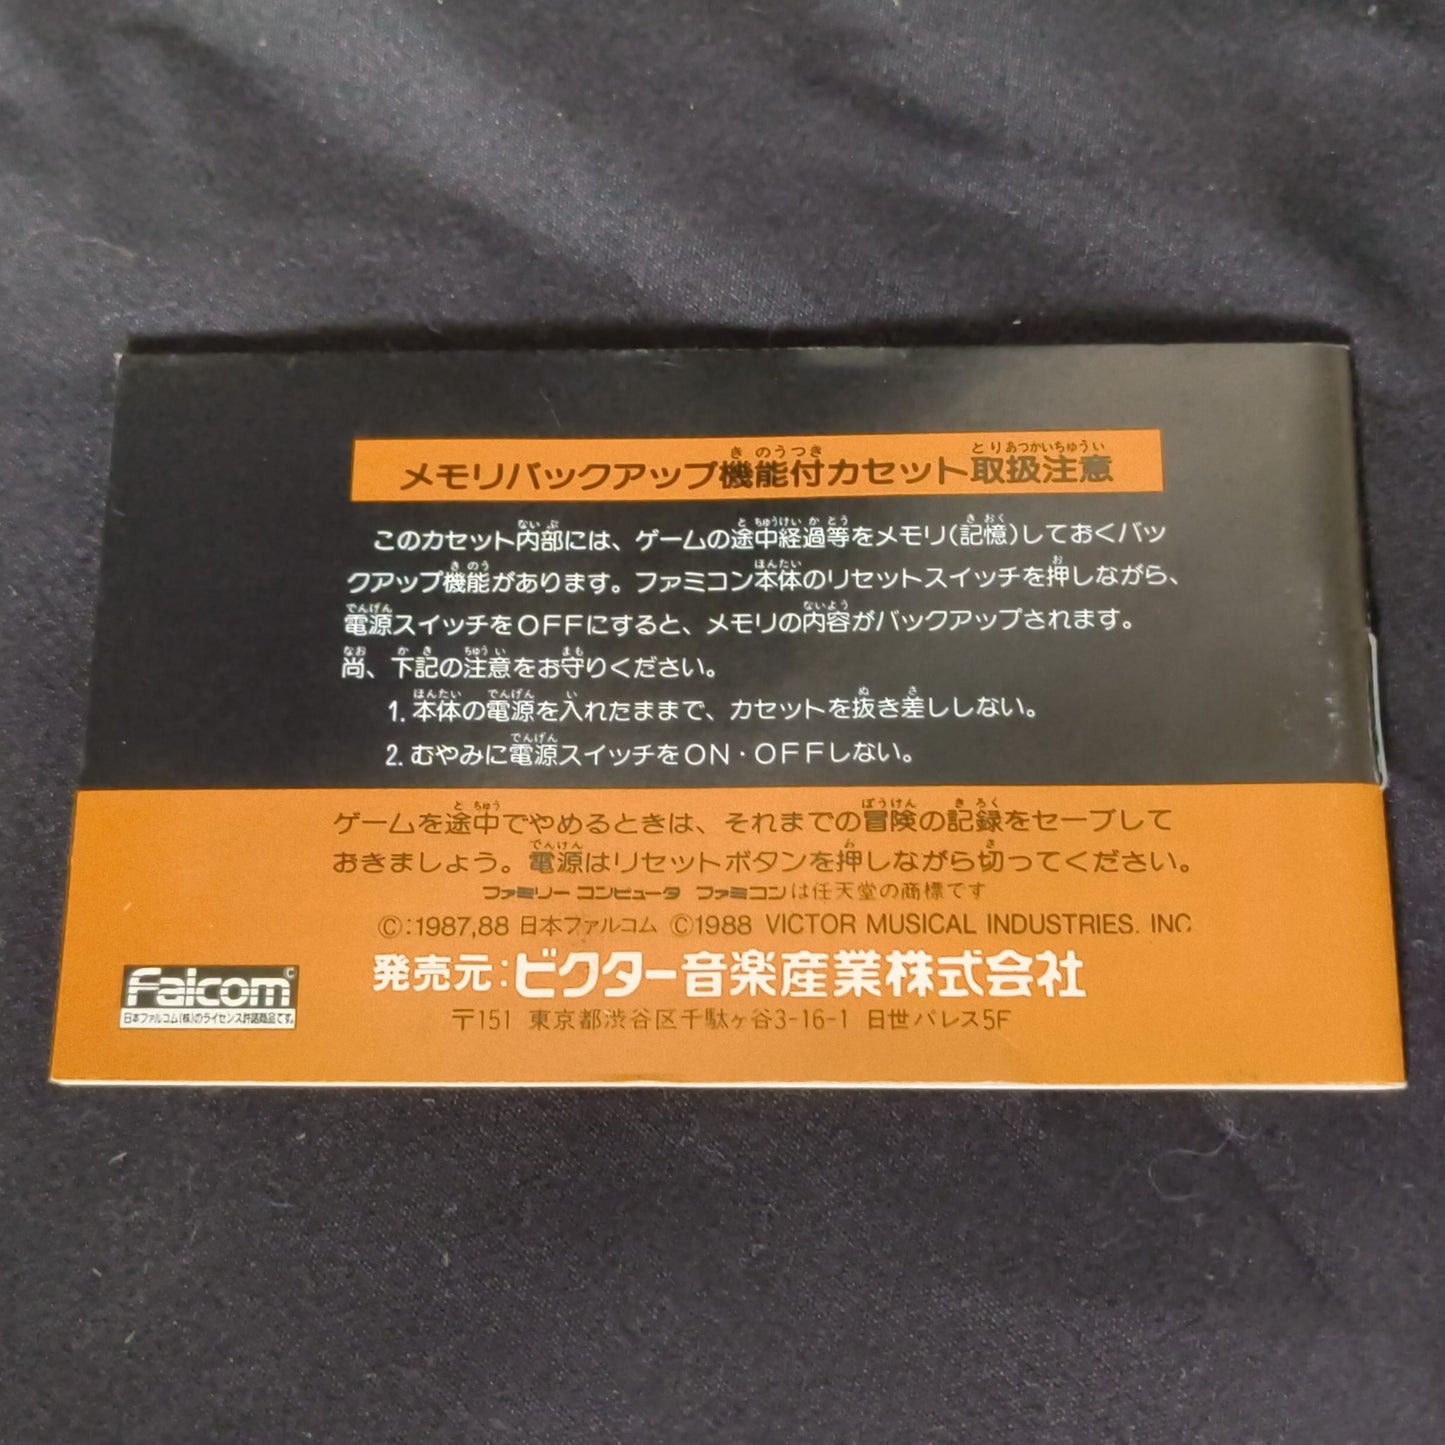 メモリバックアップ機能付カセット取扱注意
このカセット内部には、ゲームの途中経過等をメモリ(記憶)しておくバッ
クアップ機能があります。ファミコン本体のリセットスイッチを押しながら、
電源スイッチをOFFにすると、メモリの内容がバックアップされます。
尚、下記の注意をお守りください。
1. 本体の電源を入れたままで、カセットを抜き差ししない。
2. むやみに電源スイッチをON・OFFしない。
ゲームを途中でやめるときは、それまでの冒険の記録をセーブして
おきましょう。電源はリセットボタンを押しながら切ってください。
ファミリーコンピュータ ファミコンは任天堂の商標です
©:1987,88 日本ファルコム ©1988 VICTOR MUSICAL INDUSTRIES. INC
発売元:ビクター音楽産業株式会社
〒151 東京都渋谷区千駄ヶ谷3-16-1 日世パレス5F
Falcom©
日本ファルコム(株)のライセンス許諾商品です。